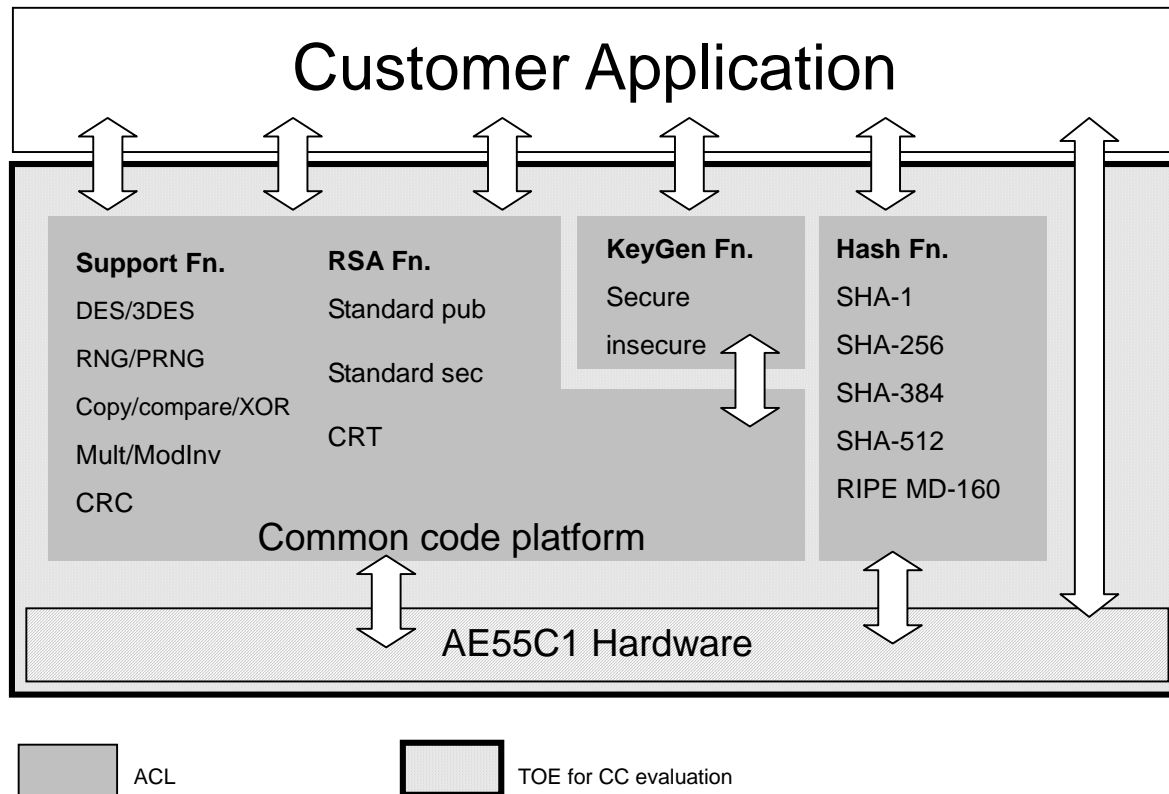 Customer Application
Support Fn.
DES/3DES
RNG/PRNG
Copy/compare/XOR
Mult/ModInv
CRC
RSA Fn.
Standard pub
Standard sec
CRT
Common code platform
KeyGen Fn.
Secure
insecure
Hash Fn.
SHA-1
SHA-256
SHA-384
SHA-512
RIPE MD-160
AE55C1 Hardware
ACL
TOE for CC evaluation